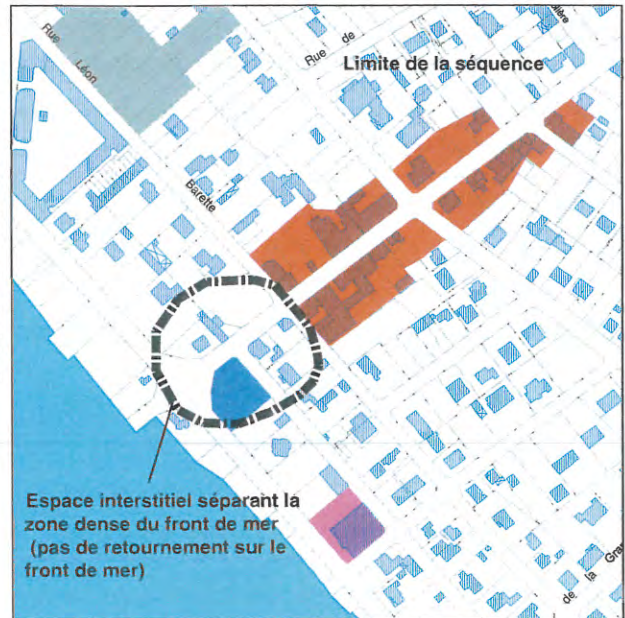 Rue
Léon
Rue de
Limite de la séquence
Barette
Espace interstitiel séparant la
zone dense du front de mer
(pas de retournement sur le
front de mer)
de la